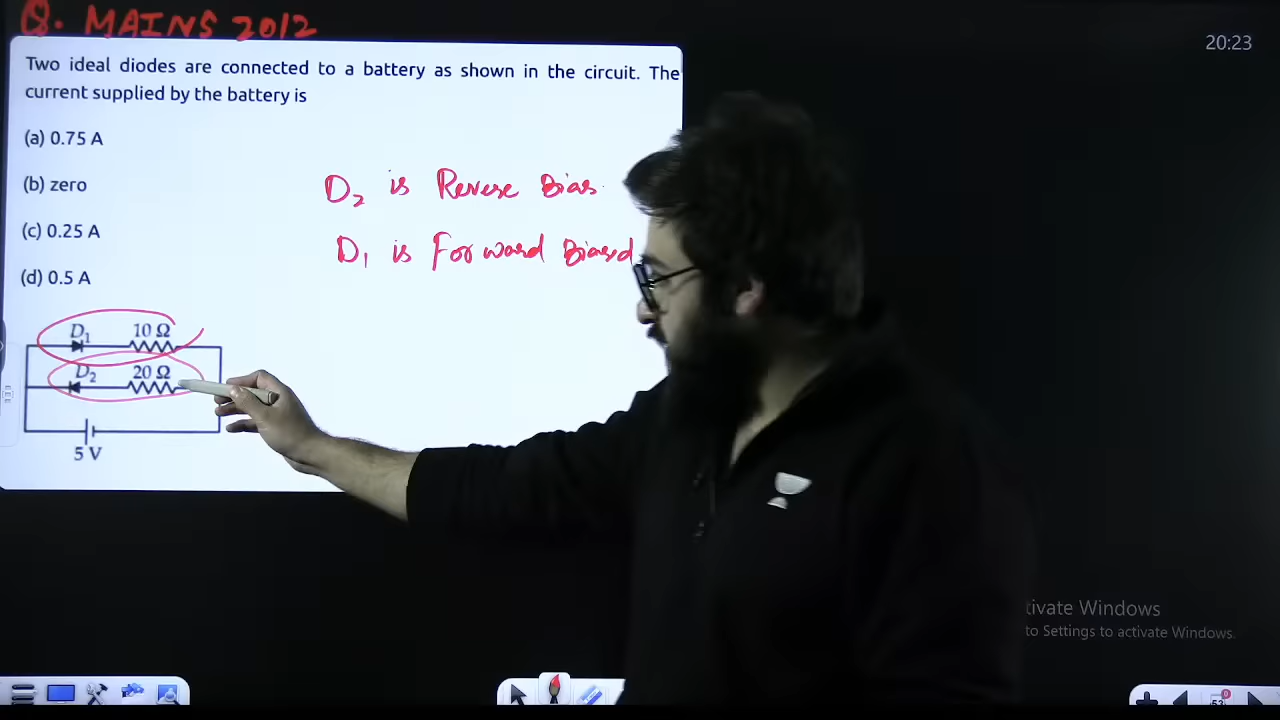 Q. MAINS 2012
20:23
Two ideal diodes are connected to a battery as shown in the circuit. The
current supplied by the battery is
(a) 0.75 A
(b) zero
(c) 0.25 A
(d) 0.5 A
D2 is Reverse Bias.
D1 is Forward Biased
D1 10 Ω
D2 20 Ω
5 V
tivate Windows
to Settings to activate Windows.
53